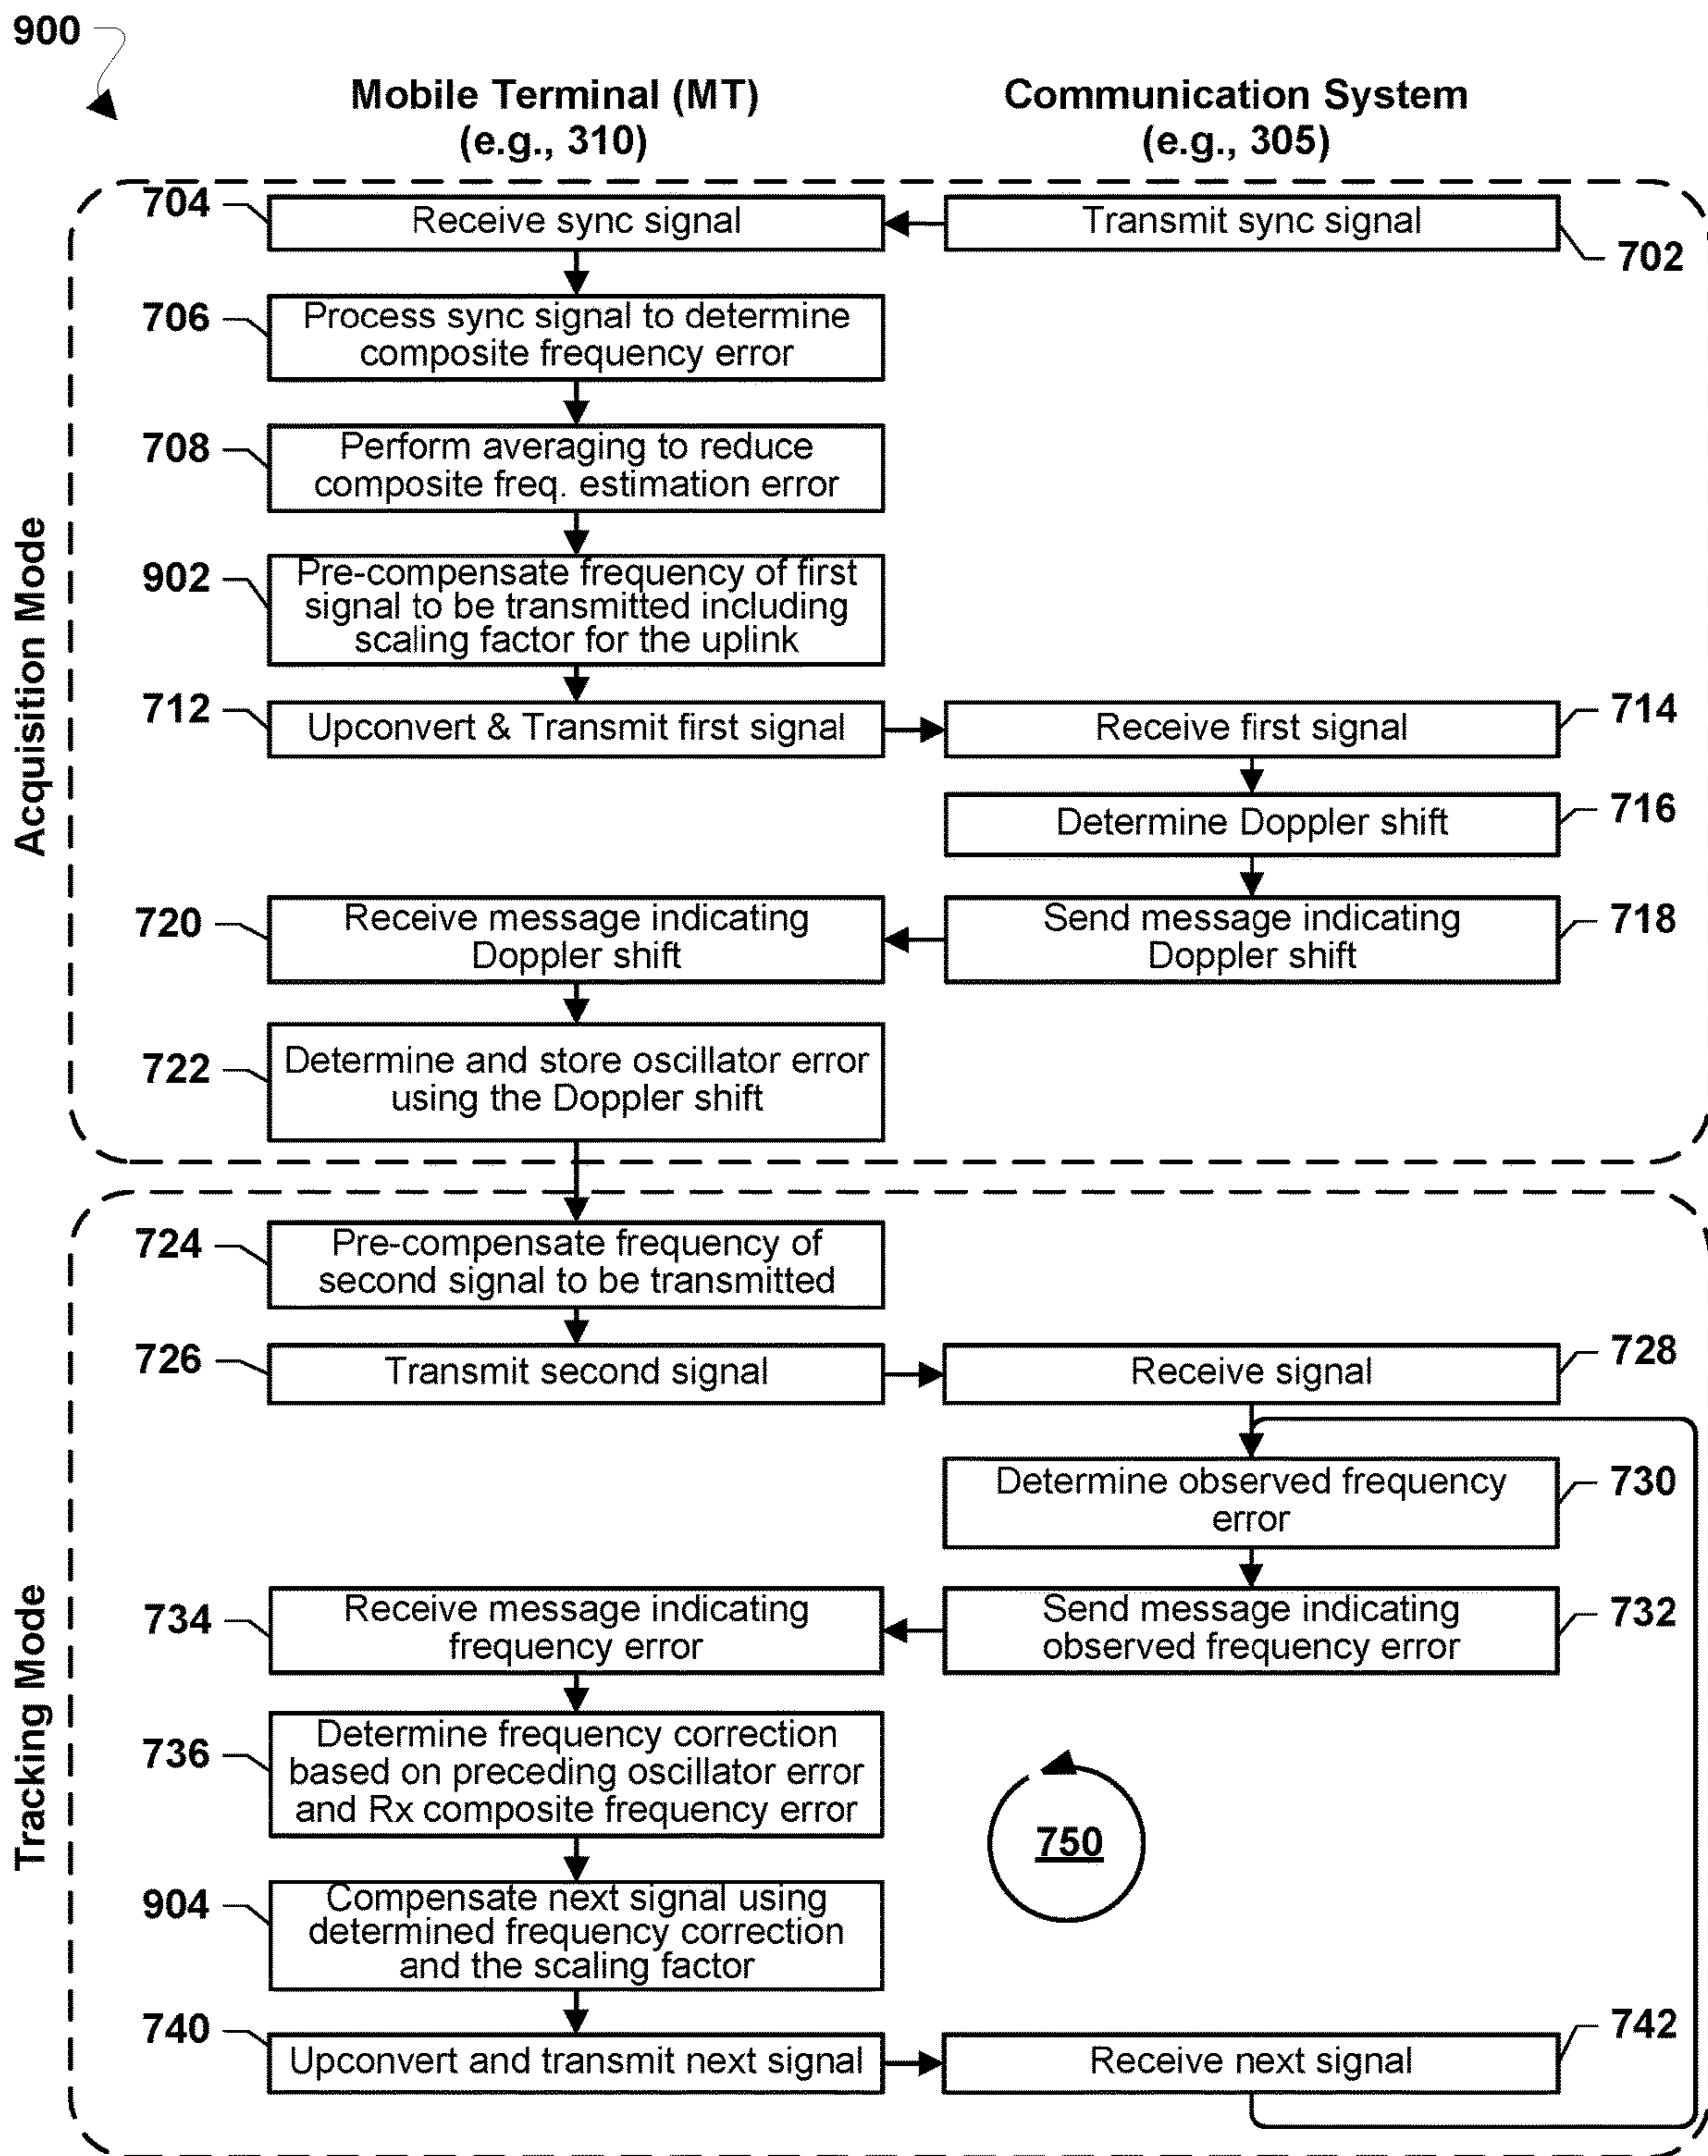 900
Mobile Terminal (MT)
(e.g., 310)
Communication System
(e.g., 305)
Acquisition Mode
704
Receive sync signal
Transmit sync signal
702
706
Process sync signal to determine
composite frequency error
708
Perform averaging to reduce
composite freq. estimation error
902
Pre-compensate frequency of first
signal to be transmitted including
scaling factor for the uplink
712
Upconvert & Transmit first signal
Receive first signal
714
Determine Doppler shift
716
720
Receive message indicating
Doppler shift
Send message indicating
Doppler shift
718
722
Determine and store oscillator error
using the Doppler shift
Tracking Mode
724
Pre-compensate frequency of
second signal to be transmitted
726
Transmit second signal
Receive signal
728
Determine observed frequency
error
730
734
Receive message indicating
frequency error
Send message indicating
observed frequency error
732
736
Determine frequency correction
based on preceding oscillator error
and Rx composite frequency error
750
904
Compensate next signal using
determined frequency correction
and the scaling factor
740
Upconvert and transmit next signal
Receive next signal
742